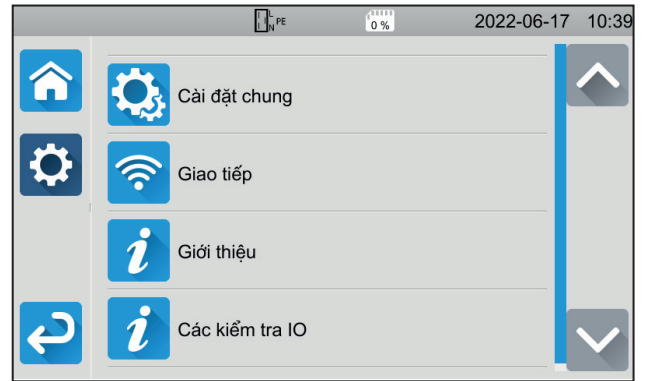 L
N PE
0 %
2022-06-17 10:39
Cài đặt chung
Giao tiếp
Giới thiệu
Các kiểm tra IO